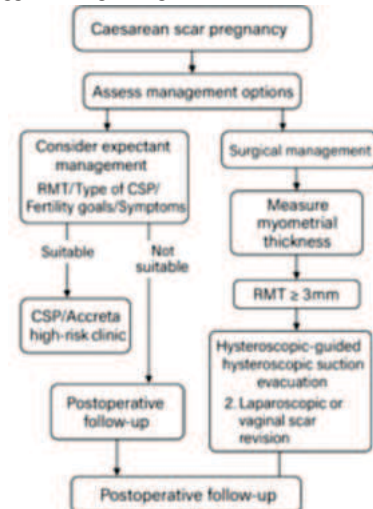 Caesarean scar pregnancy
Assess management options
Consider expectant
management
RMT/Type of CSP/
Fertility goals/Symptoms
Surgical management
Measure
myometrial
thickness
Suitable
Not
suitable
RMT ≥ 3mm
CSP/Accreta
high-risk clinic
Hysteroscopic-guided
hysteroscopic suction
evacuation
2. Laparoscopic or
vaginal scar
revision
Postoperative
follow-up
Postoperative follow-up